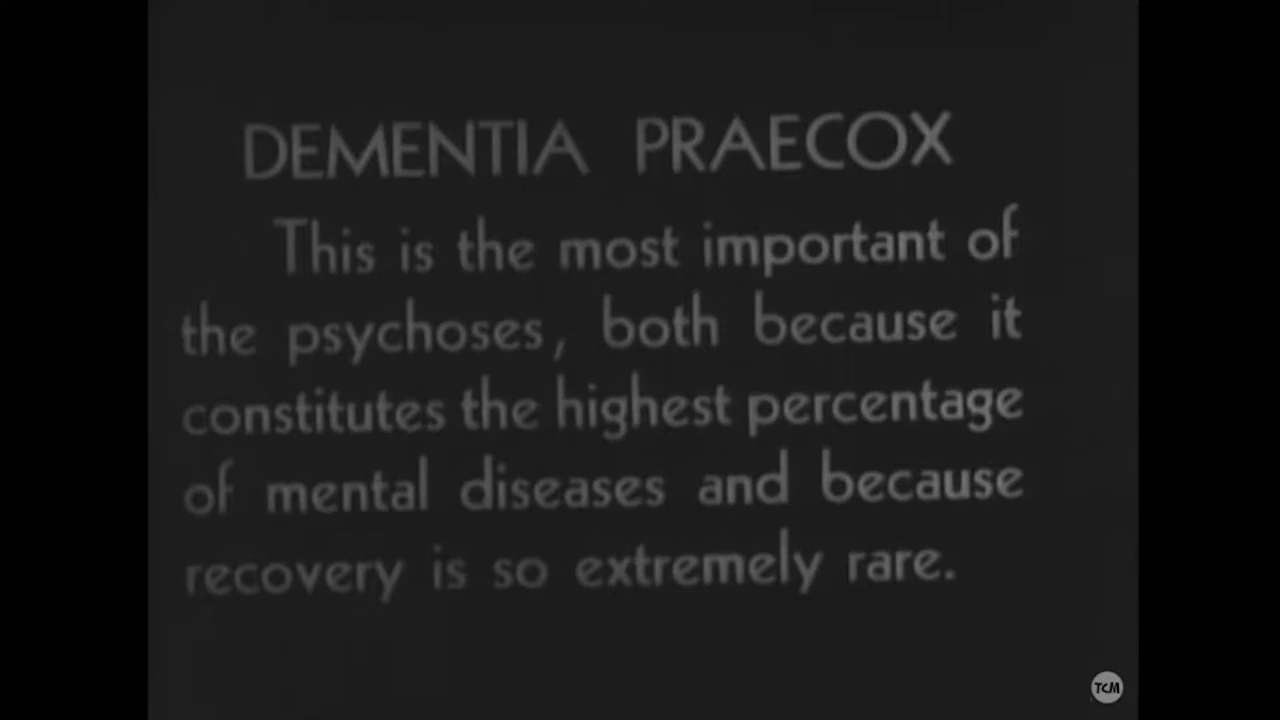 DEMENTIA PRAECOX
This is the most important of
the psychoses, both because it
constitutes the highest percentage
of mental diseases and because
recovery is so extremely rare.
TCM